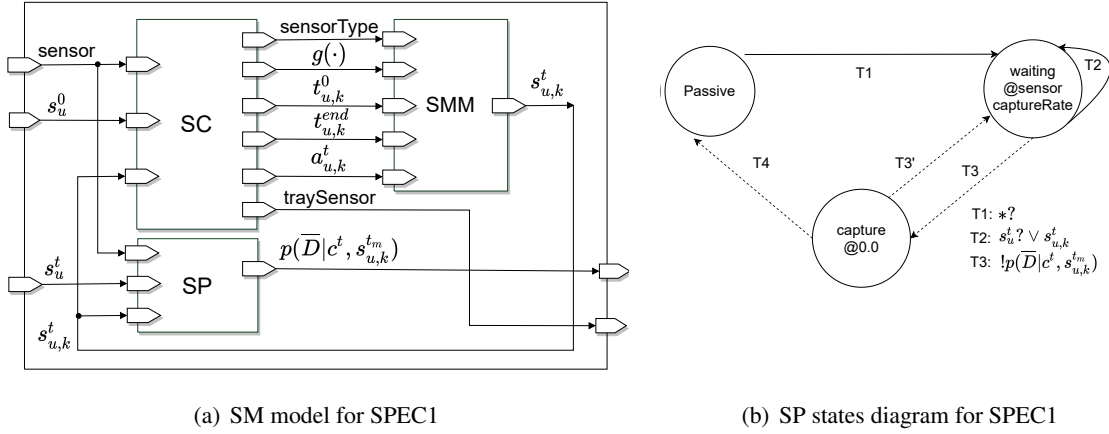 sensor
$s_u^0$
$s_u^t$
$s_{u,k}^t$
SC
sensorType
$g(\cdot)$
$t_{u,k}^0$
$t_{u,k}^{end}$
$a_{u,k}^t$
traySensor
SMM
$s_{u,k}^t$
SP
$p(\overline{D}|c^t, s_{u,k}^{t_m})$
(a) SM model for SPEC1
Passive
T1
waiting
@sensor
captureRate
T2
T3'
T3
T4
capture
@0.0
T1: *?
T2: $s_u^t? \vee s_{u,k}^t$
T3: $!p(\overline{D}|c^t, s_{u,k}^{t_m})$
(b) SP states diagram for SPEC1